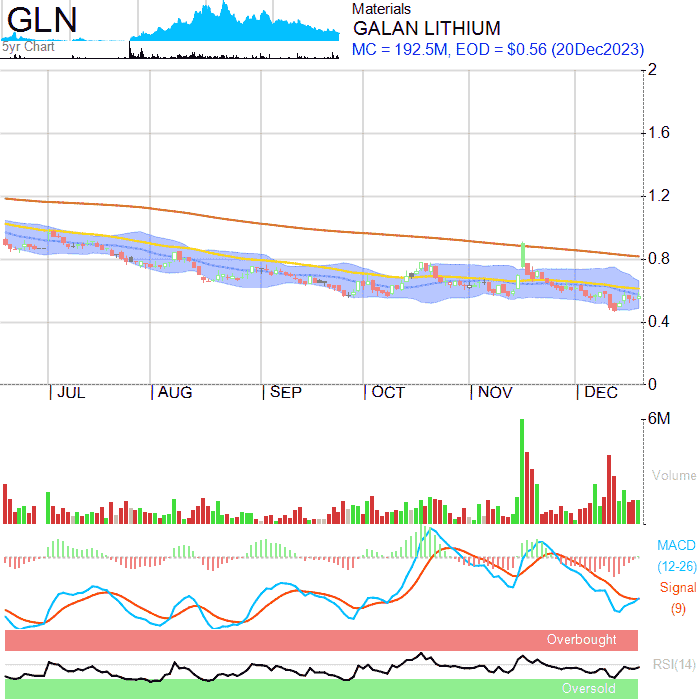 GLN
5yr Chart
Materials
GALAN LITHIUM
MC = 192.5M, EOD = $0.56 (20Dec2023)
2
1.6
1.2
0.8
0.4
0
JUL AUG SEP OCT NOV DEC
6M
Volume
MACD
(12-26)
Signal
(9)
Overbought
RSI(14)
Oversold